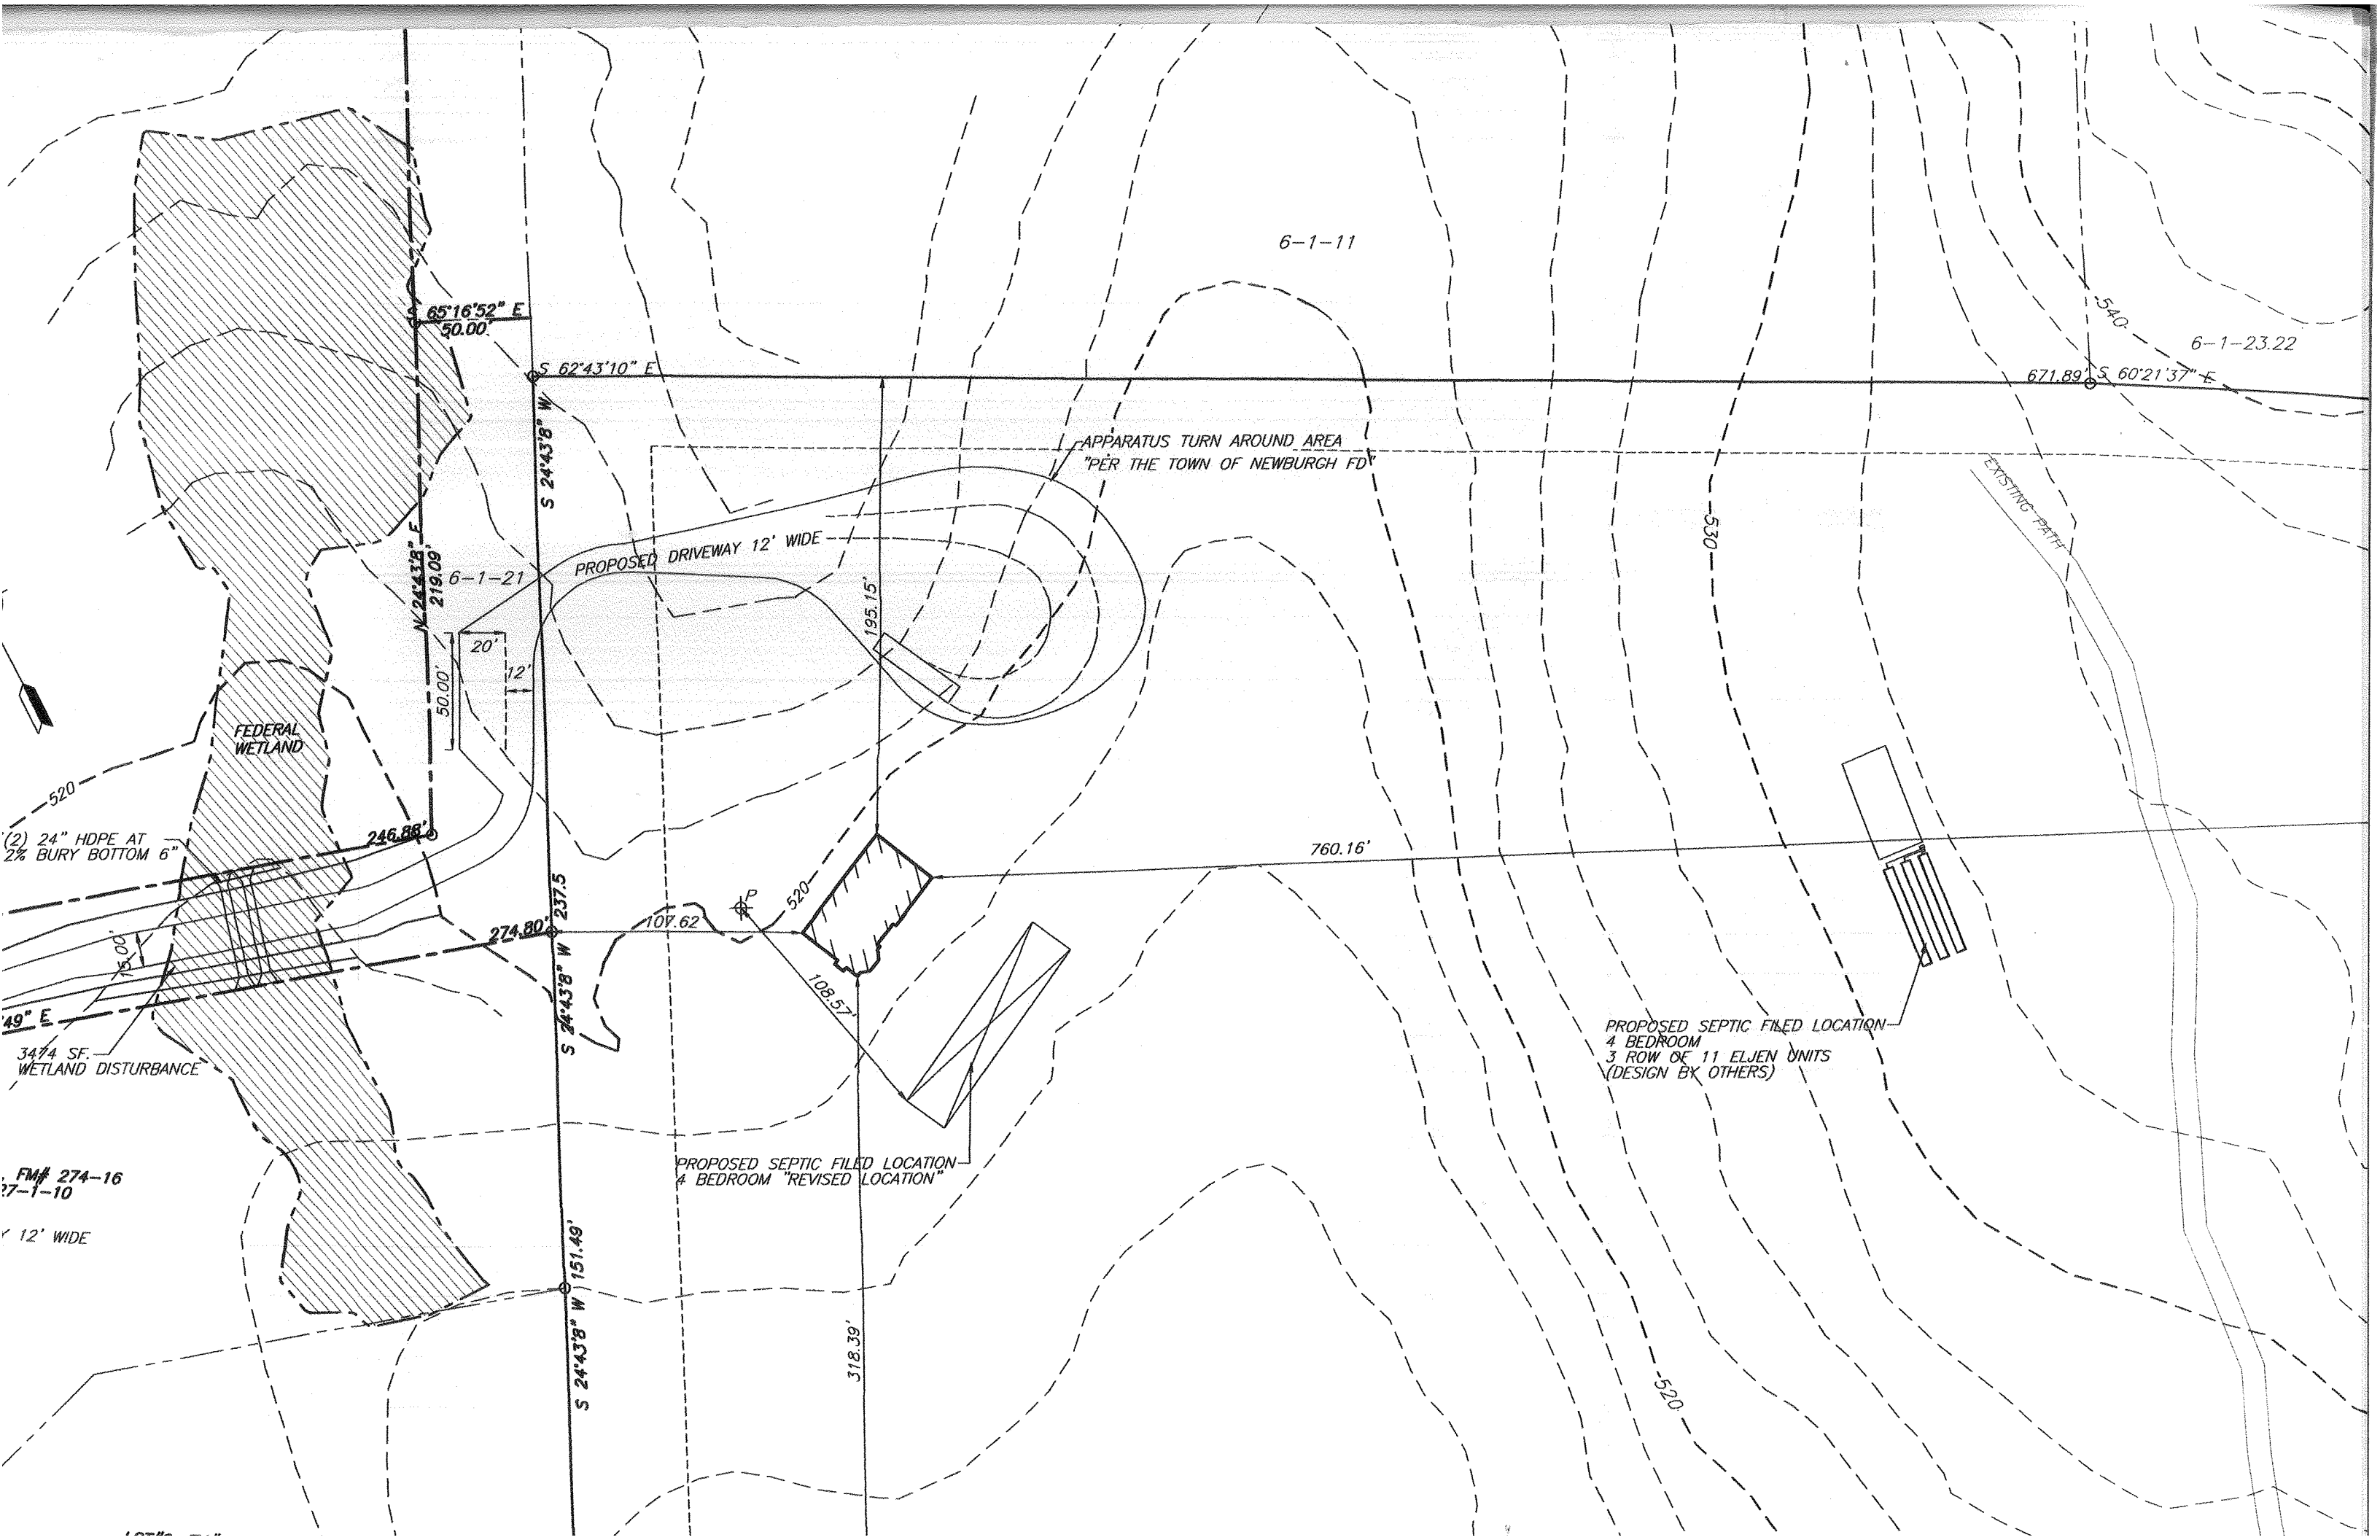 6-1-11
540
6-1-23.22
65°16'52" E
50.00'
S 62°43'10" E
671.89'
S 60°21'37" E
S 24°43'8" W
APPARATUS TURN AROUND AREA
"PER THE TOWN OF NEWBURGH FD"
EXISTING PATH
530
PROPOSED DRIVEWAY 12' WIDE
N 24°43'8" E
219.09'
6-1-21
195.15'
20'
12'
50.00'
FEDERAL
WETLAND
520
(2) 24" HDPE AT
2% BURY BOTTOM 6"
246.88'
760.16'
237.5
P
520
107.62
274.80'
15.00'
S 24°43'8" W
108.57'
'49" E
3474 SF.
WETLAND DISTURBANCE
PROPOSED SEPTIC FILED LOCATION
4 BEDROOM
3 ROW OF 11 ELJEN UNITS
(DESIGN BY OTHERS)
PROPOSED SEPTIC FILED LOCATION
4 BEDROOM "REVISED LOCATION"
FM# 274-16
27-1-10
12' WIDE
151.49'
S 24°43'8" W
318.39'
520